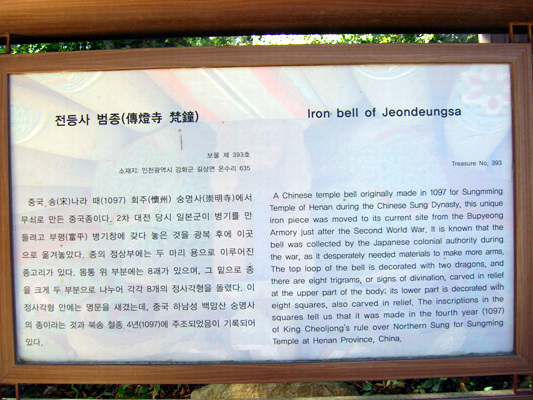 전등사 범종(傳燈寺 梵鐘)
보물 제 393호
소재지: 인천광역시 강화군 길상면 온수리 635
중국 송(宋)나라 때(1097) 회주(懷州) 숭명사(崇明寺)에서
무쇠로 만든 중국종이다. 2차 대전 당시 일본군이 병기를 만
들려고 부평(富平) 병기창에 갖다 놓은 것을 광복 후에 이곳
으로 옮겨놓았다. 종의 정상부에는 두 마리 용으로 이루어진
종고리가 있다. 몸통 위 부분에는 8괘가 있으며, 그 밑으로 종
을 크게 두 부분으로 나누어 각각 8개의 정사각형을 돌렸다. 이
정사각형 안에는 명문을 새겼는데, 중국 하남성 백암산 숭명사
의 종이라는 것과 북송 철종 4년(1097)에 주조되었음이 기록되어
있다.
Iron bell of Jeondeungsa
Treasure No. 393
A Chinese temple bell originally made in 1097 for Sungmming
Temple of Henan during the Chinese Sung Dynasty, this unique
iron piece was moved to its current site from the Bupyeong
Armory just after the Second World War. It is known that the
bell was collected by the Japanese colonial authority during
the war, as it desperately needed materials to make more arms.
The top loop of the bell is decorated with two dragons, and
there are eight trigrams, or signs of divination, carved in relief
at the upper part of the body; its lower part is decorated with
eight squares, also carved in relief. The inscriptions in the
squares tell us that it was made in the fourth year (1097)
of King Cheoljong's rule over Northern Sung for Sungming
Temple at Henan Province, China.